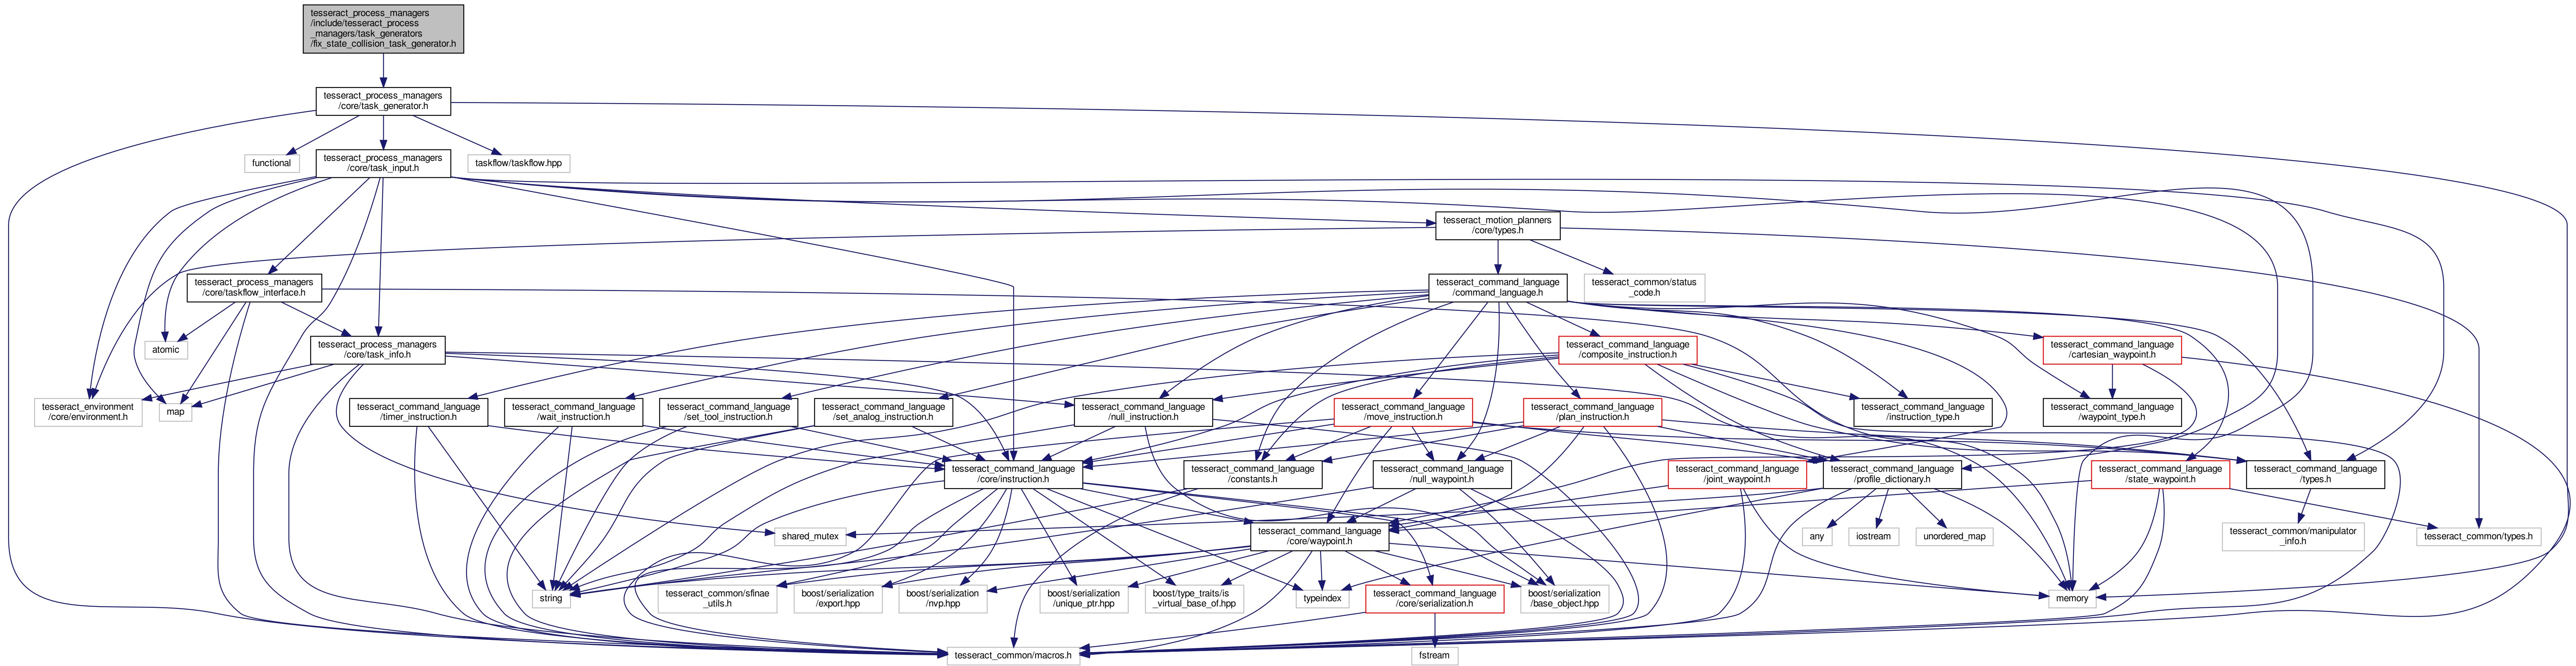 tesseract_process_managers
/include/tesseract_process
_managers/task_generators
/fix_state_collision_task_generator.h
tesseract_process_managers
/core/task_generator.h
functional
tesseract_process_managers
/core/task_input.h
taskflow/taskflow.hpp
tesseract_motion_planners
/core/types.h
tesseract_process_managers
/core/taskflow_interface.h
tesseract_command_language
/command_language.h
tesseract_common/status
_code.h
atomic
tesseract_process_managers
/core/task_info.h
tesseract_command_language
/composite_instruction.h
tesseract_command_language
/cartesian_waypoint.h
tesseract_environment
/core/environment.h
map
tesseract_command_language
/timer_instruction.h
tesseract_command_language
/wait_instruction.h
tesseract_command_language
/set_tool_instruction.h
tesseract_command_language
/set_analog_instruction.h
tesseract_command_language
/null_instruction.h
tesseract_command_language
/move_instruction.h
tesseract_command_language
/plan_instruction.h
tesseract_command_language
/instruction_type.h
tesseract_command_language
/waypoint_type.h
tesseract_command_language
/core/instruction.h
tesseract_command_language
/constants.h
tesseract_command_language
/null_waypoint.h
tesseract_command_language
/joint_waypoint.h
tesseract_command_language
/profile_dictionary.h
tesseract_command_language
/state_waypoint.h
tesseract_command_language
/types.h
shared_mutex
tesseract_command_language
/core/waypoint.h
any
iostream
unordered_map
tesseract_common/manipulator
_info.h
tesseract_common/types.h
string
tesseract_common/sfinae
_utils.h
boost/serialization
/export.hpp
boost/serialization
/nvp.hpp
boost/serialization
/unique_ptr.hpp
boost/type_traits/is
_virtual_base_of.hpp
typeindex
tesseract_command_language
/core/serialization.h
boost/serialization
/base_object.hpp
memory
tesseract_common/macros.h
fstream